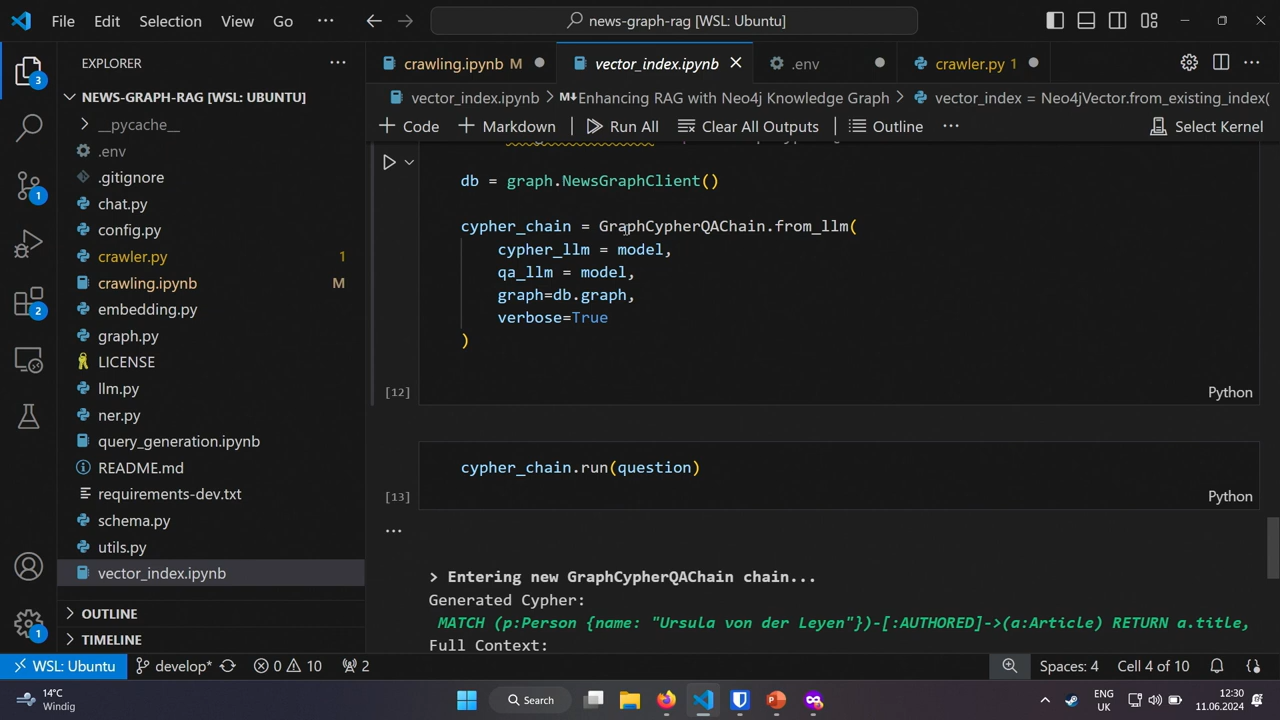 File Edit Selection View Go ...
news-graph-rag [WSL: Ubuntu]
EXPLORER ...
crawling.ipynb M
vector_index.ipynb
.env
crawler.py 1
NEWS-GRAPH-RAG [WSL: UBUNTU]
vector_index.ipynb > M↓Enhancing RAG with Neo4j Knowledge Graph > vector_index = Neo4jVector.from_existing_index(
+ Code + Markdown Run All Clear All Outputs Outline ... Select Kernel
__pycache__
.env
.gitignore
chat.py
config.py
crawler.py 1
crawling.ipynb M
embedding.py
graph.py
LICENSE
llm.py
ner.py
query_generation.ipynb
README.md
requirements-dev.txt
schema.py
utils.py
vector_index.ipynb
OUTLINE
TIMELINE
3
1
2
1
db = graph.NewsGraphClient()
cypher_chain = GraphCypherQAChain.from_llm(
cypher_llm = model,
qa_llm = model,
graph=db.graph,
verbose=True
)
[12] Python
cypher_chain.run(question)
[13] Python
...
> Entering new GraphCypherQAChain chain...
Generated Cypher:
MATCH (p:Person {name: "Ursula von der Leyen"})-[:AUTHORED]->(a:Article) RETURN a.title,
Full Context:
WSL: Ubuntu develop* 0 10 2 Spaces: 4 Cell 4 of 10
14°C
Windig
Search
ENG
UK
12:30
11.06.2024